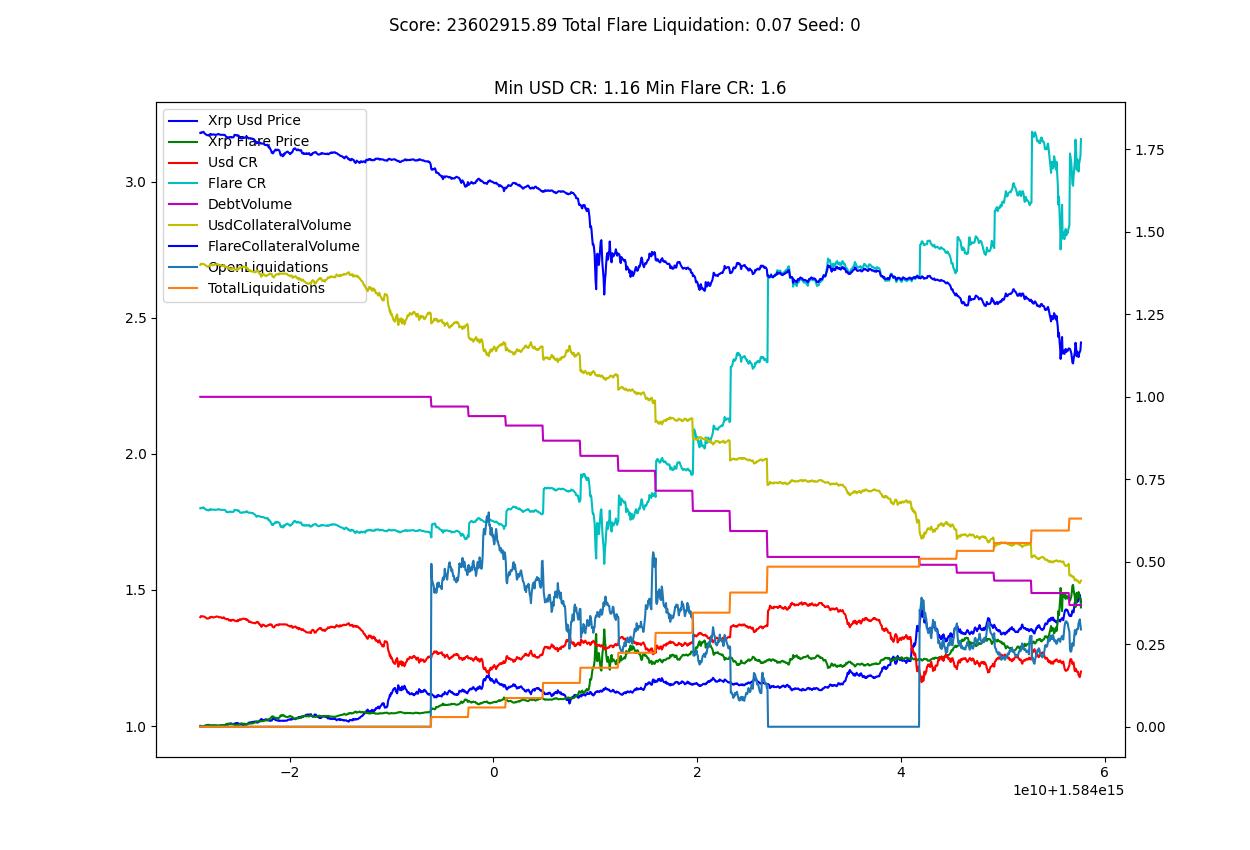 Score: 23602915.89 Total Flare Liquidation: 0.07 Seed: 0
Min USD CR: 1.16 Min Flare CR: 1.6
Xrp Usd Price
Xrp Flare Price
Usd CR
Flare CR
DebtVolume
UsdCollateralVolume
FlareCollateralVolume
OpenLiquidations
TotalLiquidations
3.0
2.5
2.0
1.5
1.0
1.75
1.50
1.25
1.00
0.75
0.50
0.25
0.00
−2
0
2
4
6
1e10+1.584e15